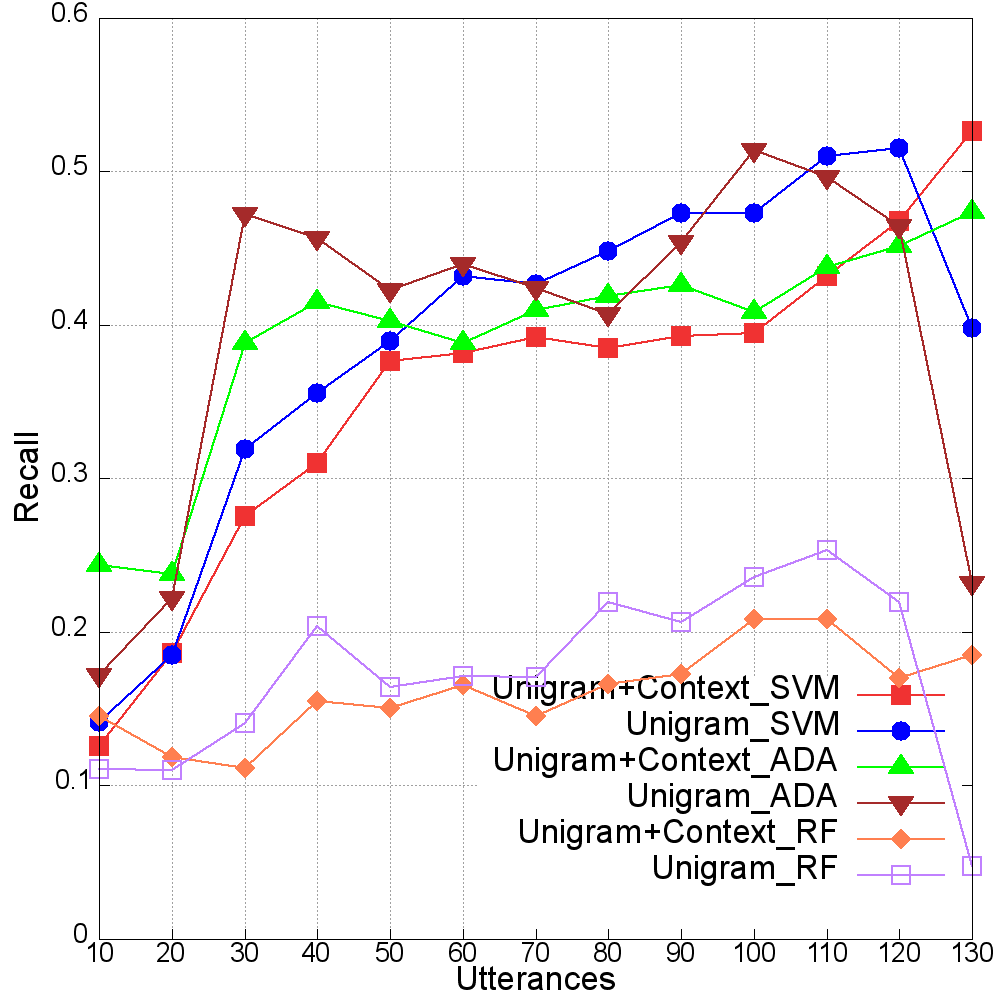 0.6
0.5
0.4
0.3
0.2
0.1
0
Recall
Unigram+Context_SVM
Unigram_SVM
Unigram+Context_ADA
Unigram_ADA
Unigram+Context_RF
Unigram_RF
10 20 30 40 50 60 70 80 90 100 110 120 130
Utterances